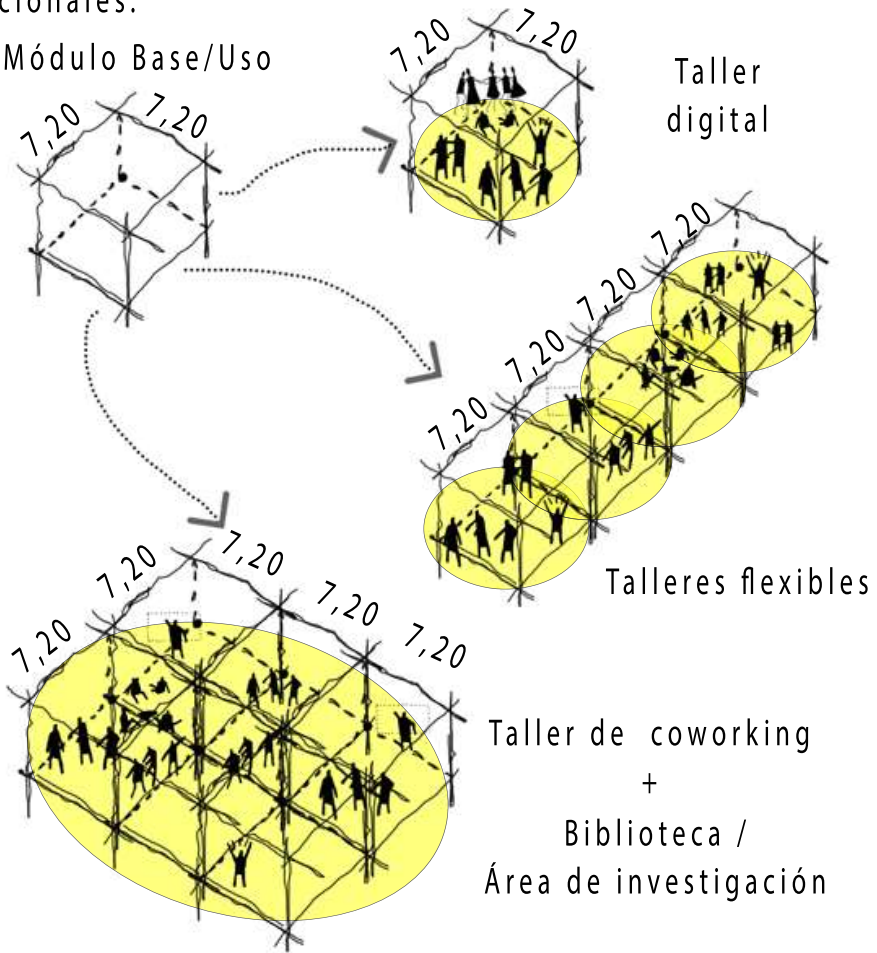 cionales:
Módulo Base/Uso
7,20
7,20
7,20
7,20
Taller
digital
7,20
7,20
7,20
7,20
Talleres flexibles
7,20
7,20
7,20
7,20
7,20
Taller de coworking
+
Biblioteca /
Área de investigación